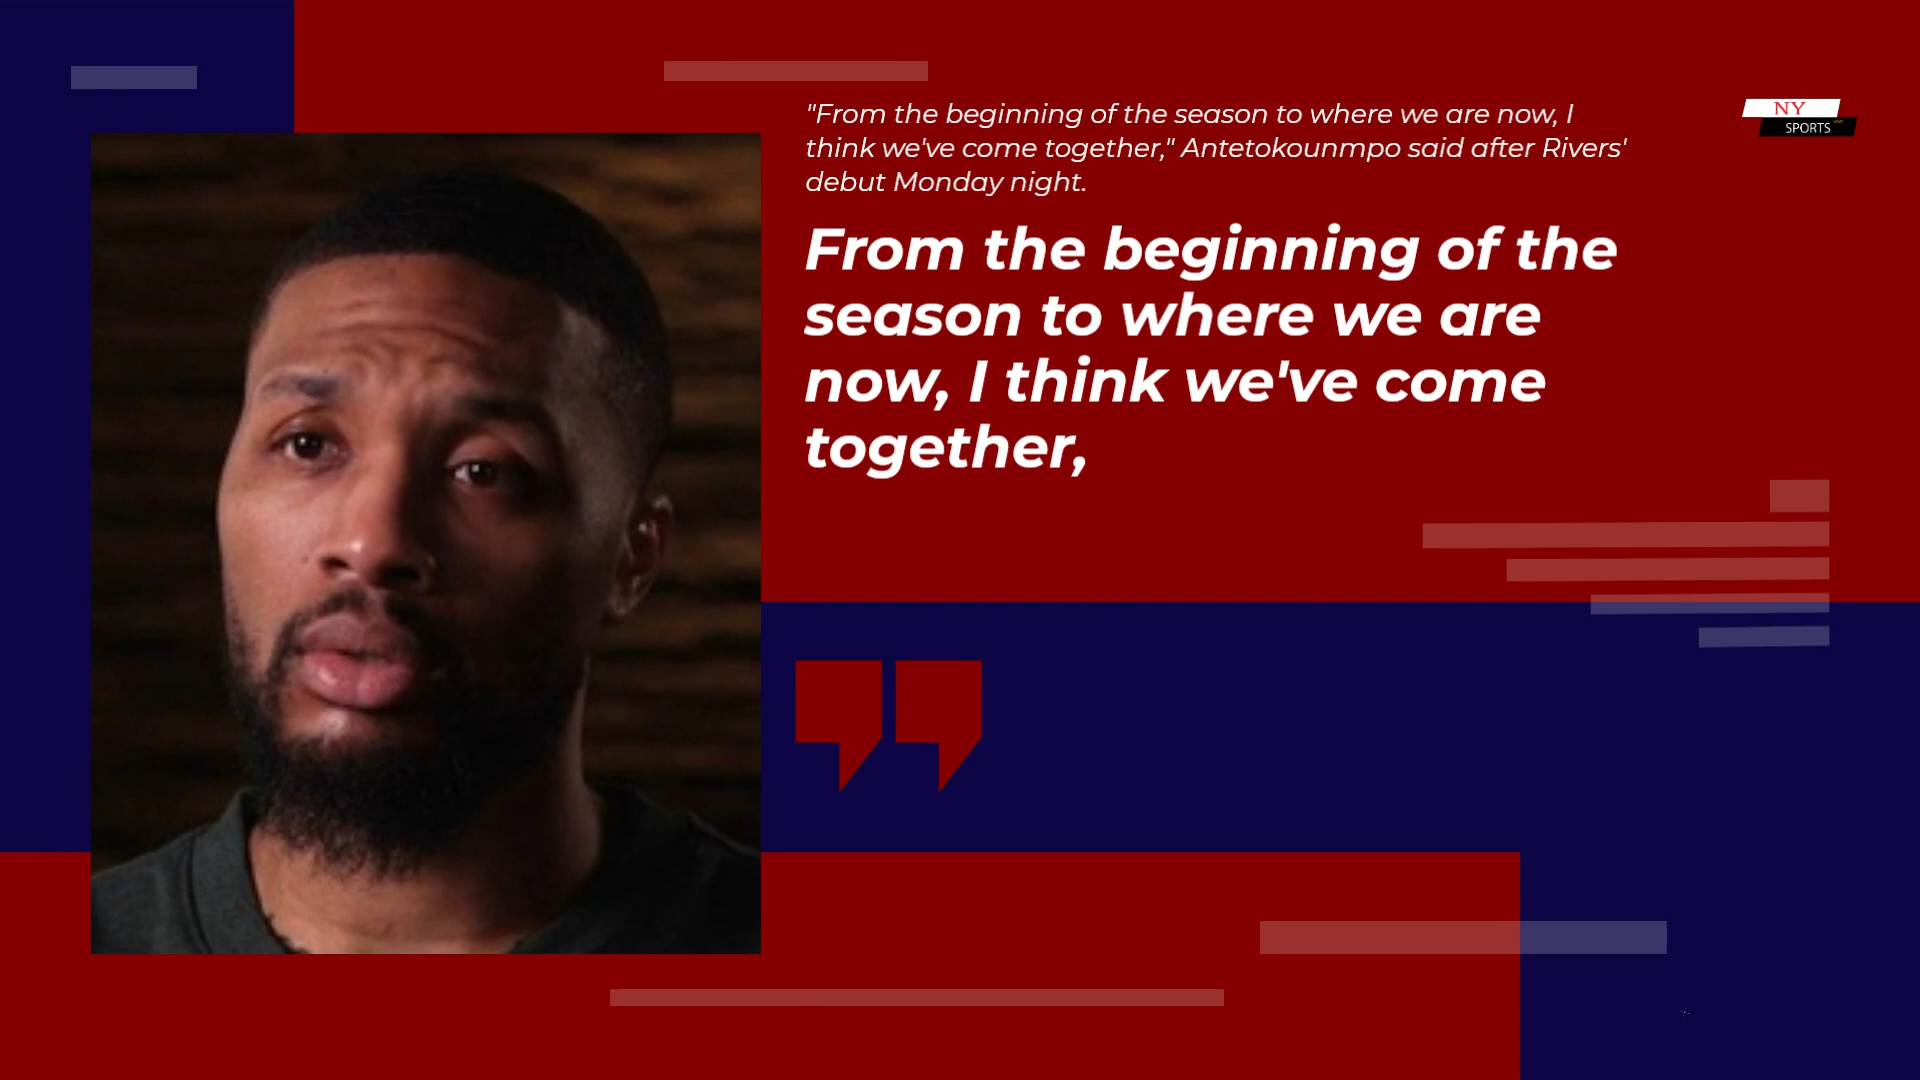 "From the beginning of the season to where we are now, I
think we've come together," Antetokounmpo said after Rivers'
debut Monday night.
From the beginning of the
season to where we are
now, I think we've come
together,
NY
SPORTS